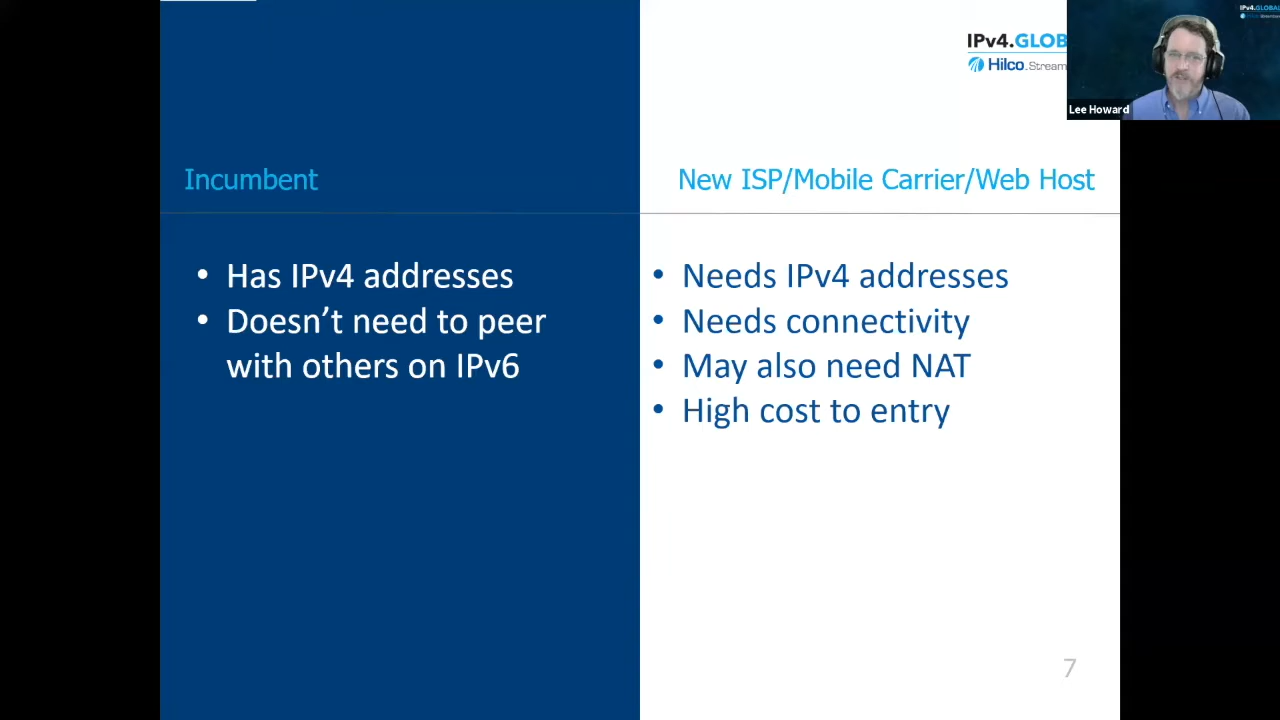 IPv4.GLOB
Hilco Stream
IPv4.GLOBAL
Lee Howard
Incumbent
New ISP/Mobile Carrier/Web Host
• Has IPv4 addresses
• Doesn’t need to peer
with others on IPv6
• Needs IPv4 addresses
• Needs connectivity
• May also need NAT
• High cost to entry
7